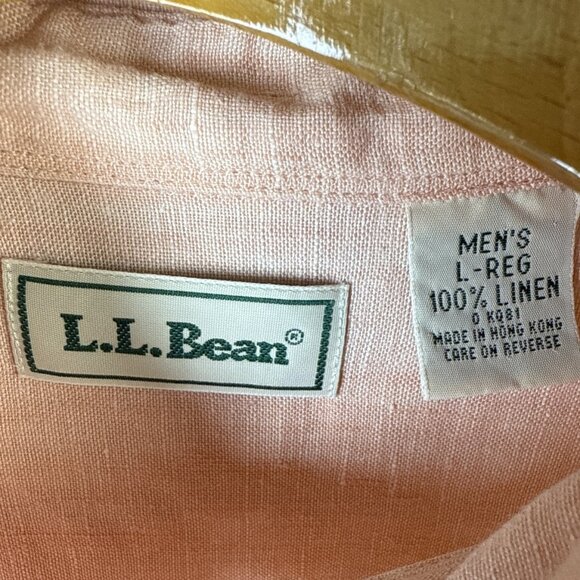 L.L.Bean®
MEN'S
L-REG
100% LINEN
0 KQ81
MADE IN HONG KONG
CARE ON REVERSE